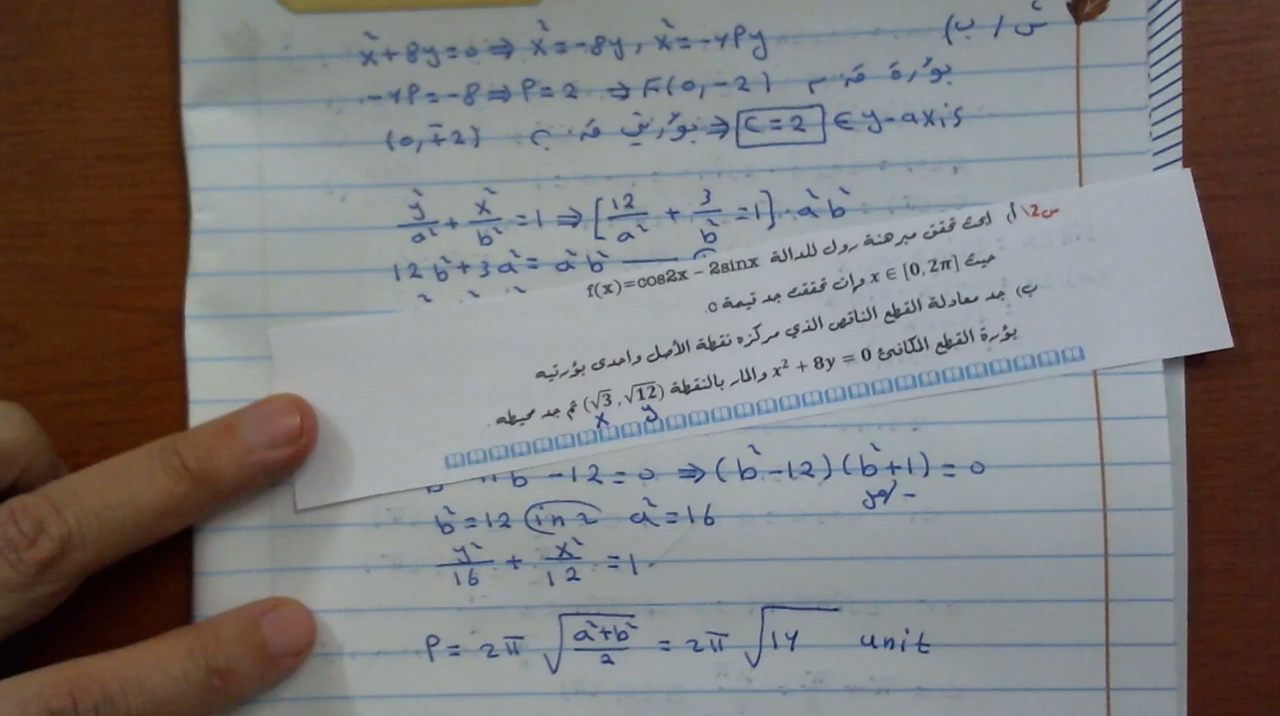 س / ب)
x² + 8y = 0 ⇒ x² = -8y , x² = -4Py
-4P = -8 ⇒ P = 2 ⇒ F(0, -2) بؤرة ق.م
(0, ∓2) بؤرتي ق.م ⇒ C = 2 ∈ y-axis
y²/a² + x²/b² = 1 ⇒ [12/a² + 3/b² = 1] · a²b²
12b² + 3a² = a²b²
س2\ أ) ابحث تحقق مبرهنة رول للدالة f(x)=cos2x − 2sinx
حيث x ∈ [0, 2π] وإن تحققت جد قيمة c.
ب) جد معادلة القطع الناقص الذي مركزه نقطة الأصل واحدى بؤرتيه
بؤرة القطع المكافئ x² + 8y = 0 والمار بالنقطة (√3 , √12) ثم جد محيطه.
x y
- 12 = 0 ⇒ (b² - 12)(b² + 1) = 0
b² = 12 in 2 a² = 16
y²/16 + x²/12 = 1.
P = 2π √((a²+b²)/2) = 2π √14 unit